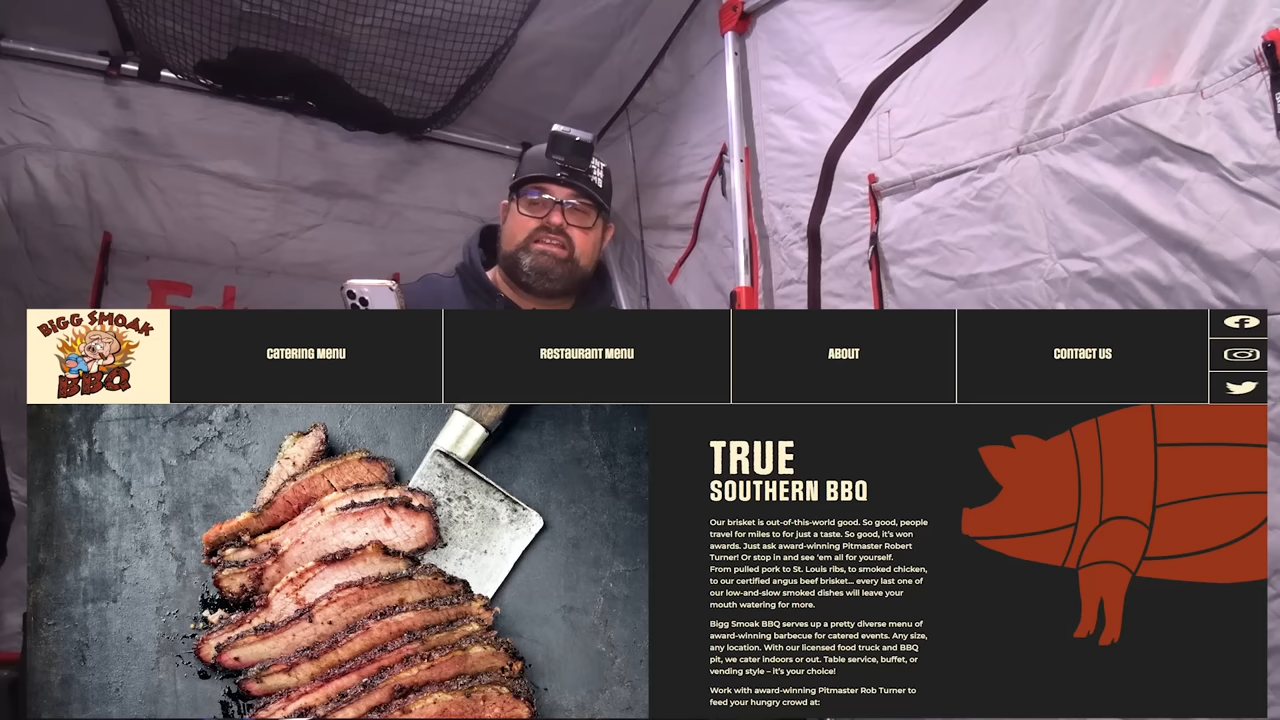 BIGG SMOAK
BBQ
Catering Menu
Restaurant Menu
About
Contact Us
TRUE
SOUTHERN BBQ
Our brisket is out-of-this-world good. So good, people
travel for miles to for just a taste. So good, it's won
awards. Just ask award-winning Pitmaster Robert
Turner! Or stop in and see 'em all for yourself.
From pulled pork to St. Louis ribs, to smoked chicken,
to our certified angus beef brisket... every last one of
our low-and-slow smoked dishes will leave your
mouth watering for more.
Bigg Smoak BBQ serves up a pretty diverse menu of
award-winning barbecue for catered events. Any size,
any location. With our licensed food truck and BBQ
pit, we cater indoors or out. Table service, buffet, or
vending style – it's your choice!
Work with award-winning Pitmaster Rob Turner to
feed your hungry crowd at: